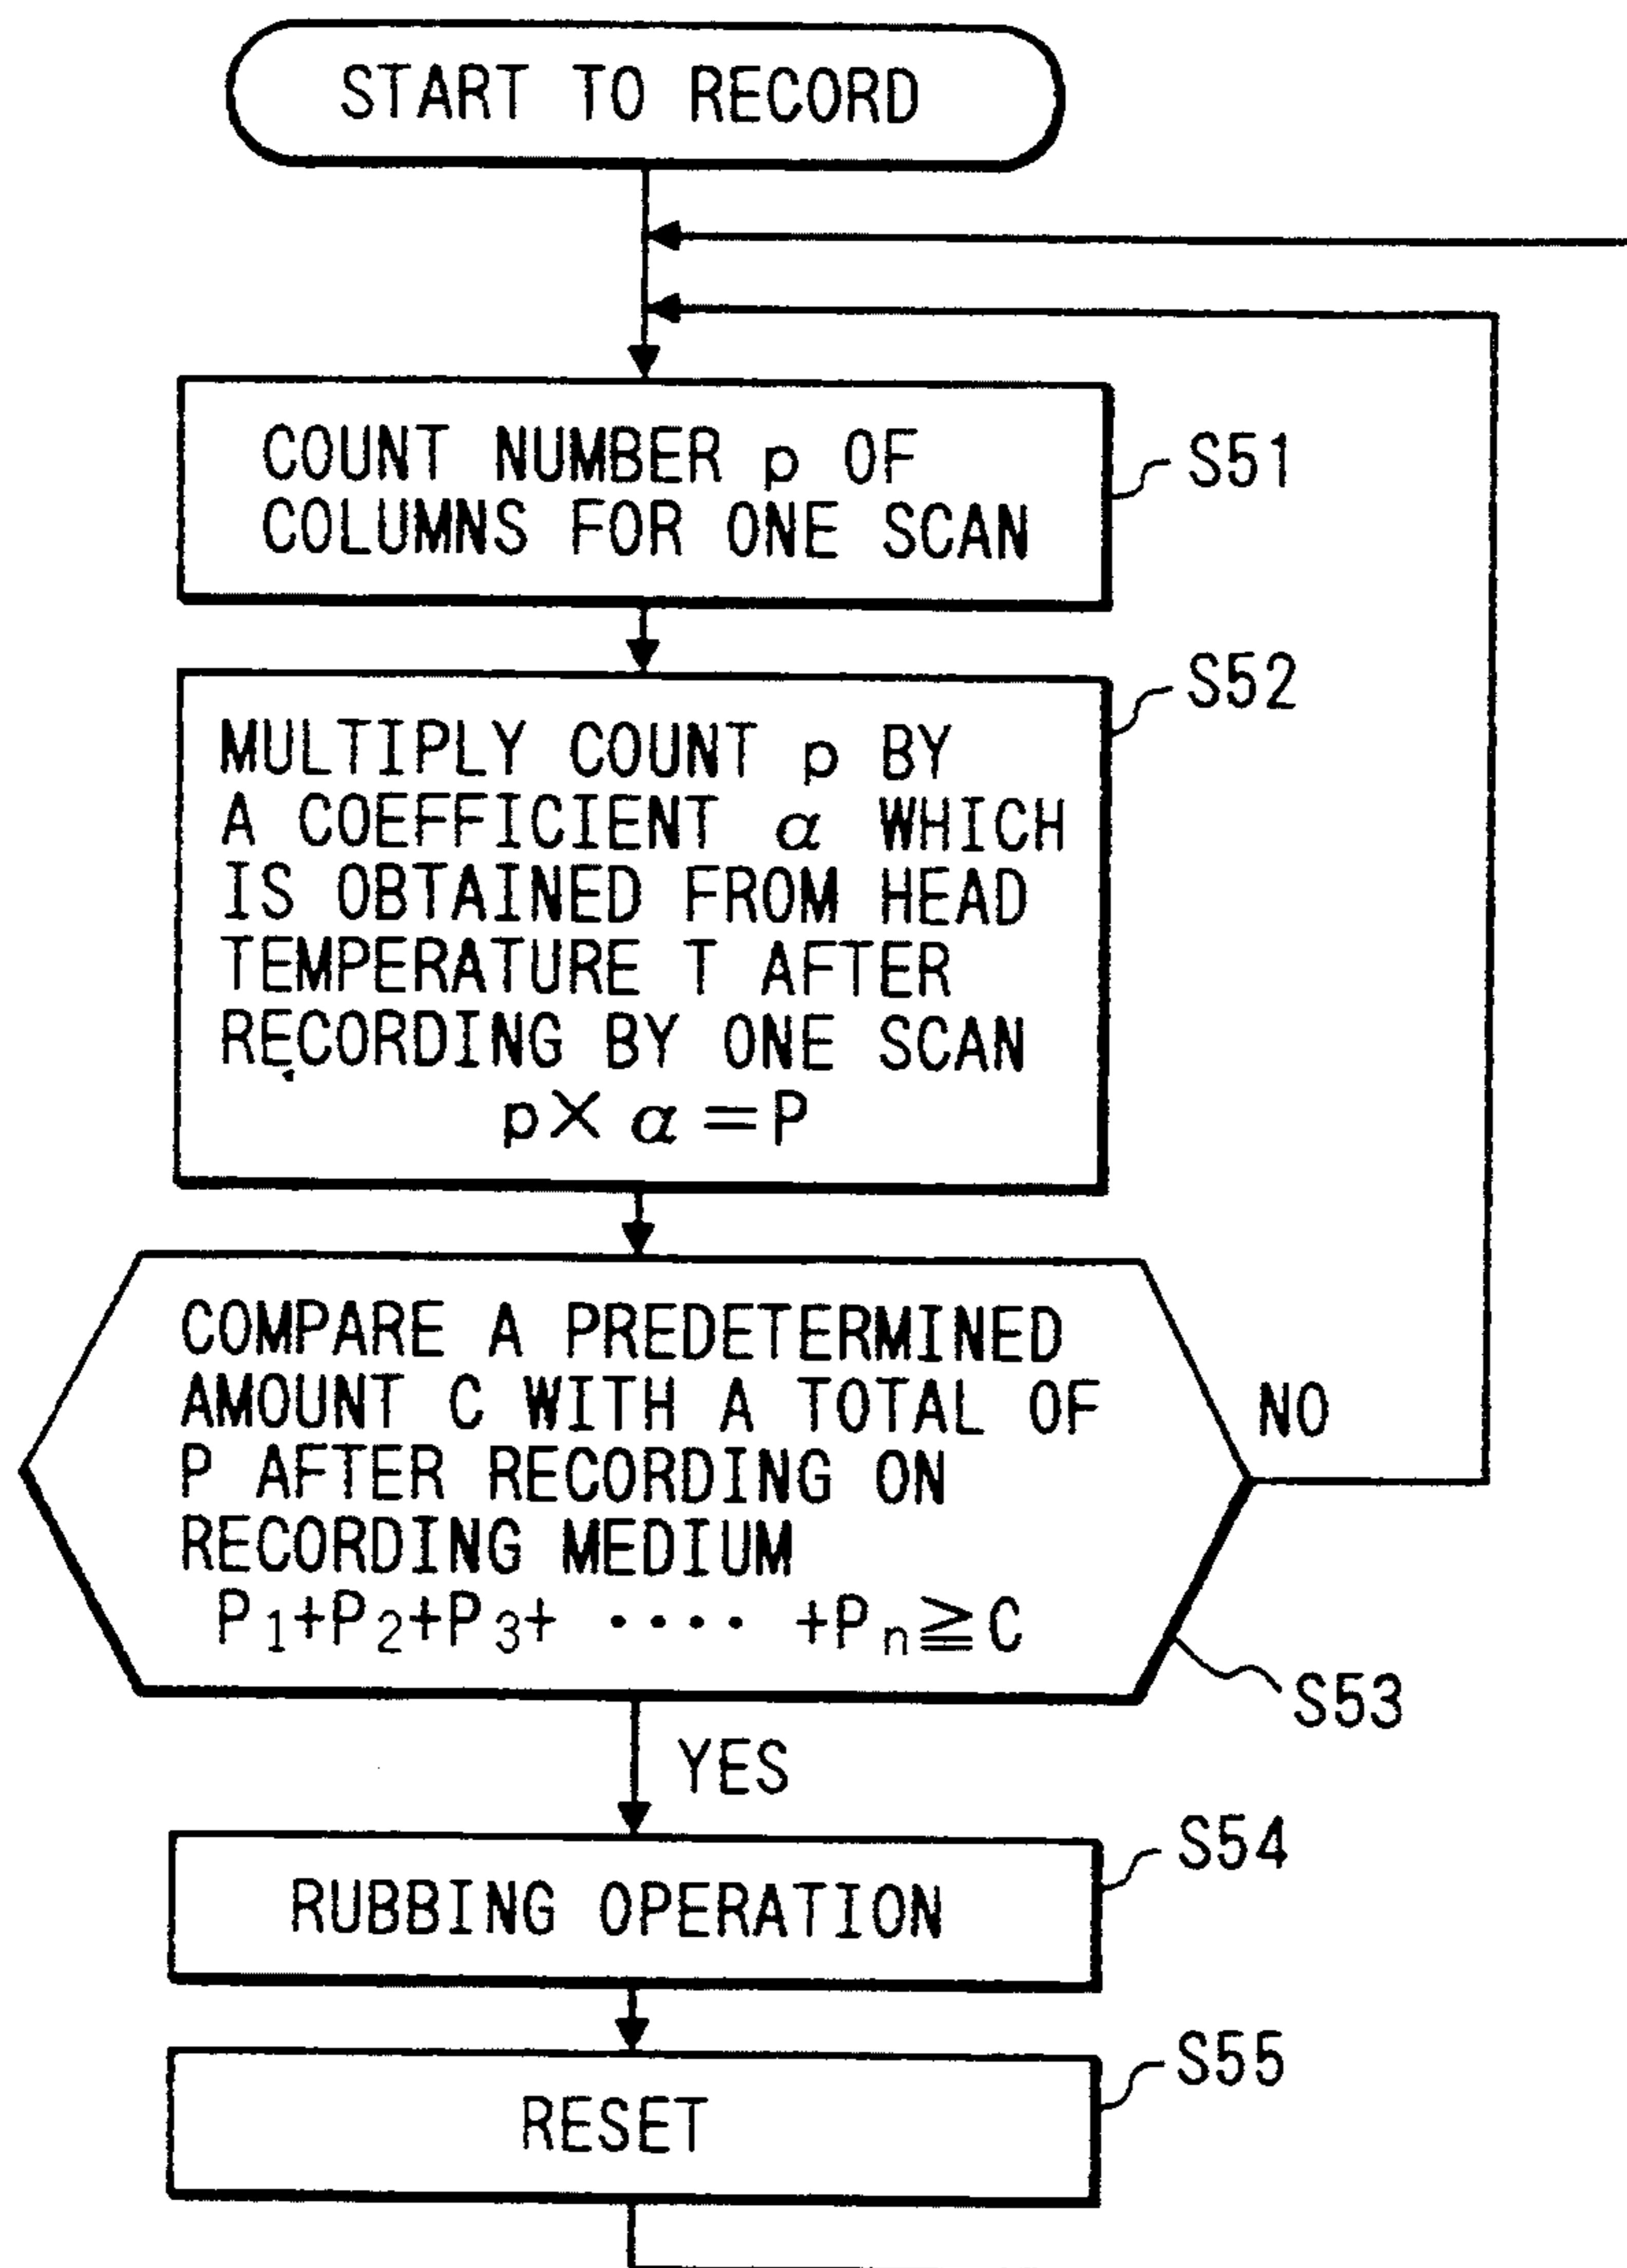 START TO RECORD
COUNT NUMBER p OF
COLUMNS FOR ONE SCAN
S51
S52
MULTIPLY COUNT p BY
A COEFFICIENT α WHICH
IS OBTAINED FROM HEAD
TEMPERATURE T AFTER
RECORDING BY ONE SCAN
p× α =P
COMPARE A PREDETERMINED
AMOUNT C WITH A TOTAL OF
P AFTER RECORDING ON
RECORDING MEDIUM
P₁+P₂+P₃+ ···· +Pₙ≧C
NO
S53
YES
S54
RUBBING OPERATION
S55
RESET